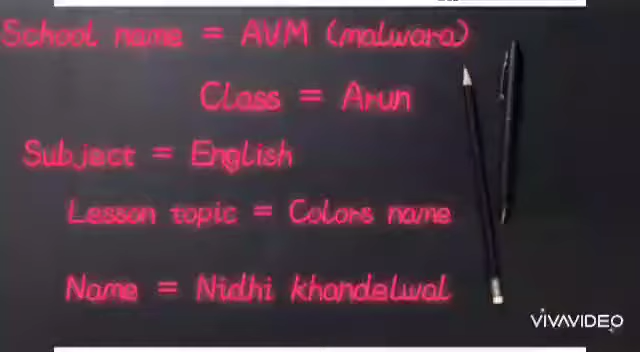 School name = AVM (malwara)
Class = Arun
Subject = English
Lesson topic = Colors name
Name = Nidhi khandelwal
VIVAVIDEO